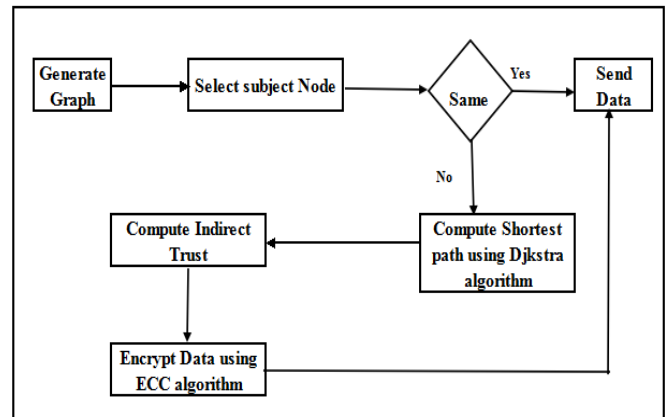 Generate
Graph
Select subject Node
Same
Yes
Send
Data
No
Compute Shortest
path using Djkstra
algorithm
Compute Indirect
Trust
Encrypt Data using
ECC algorithm